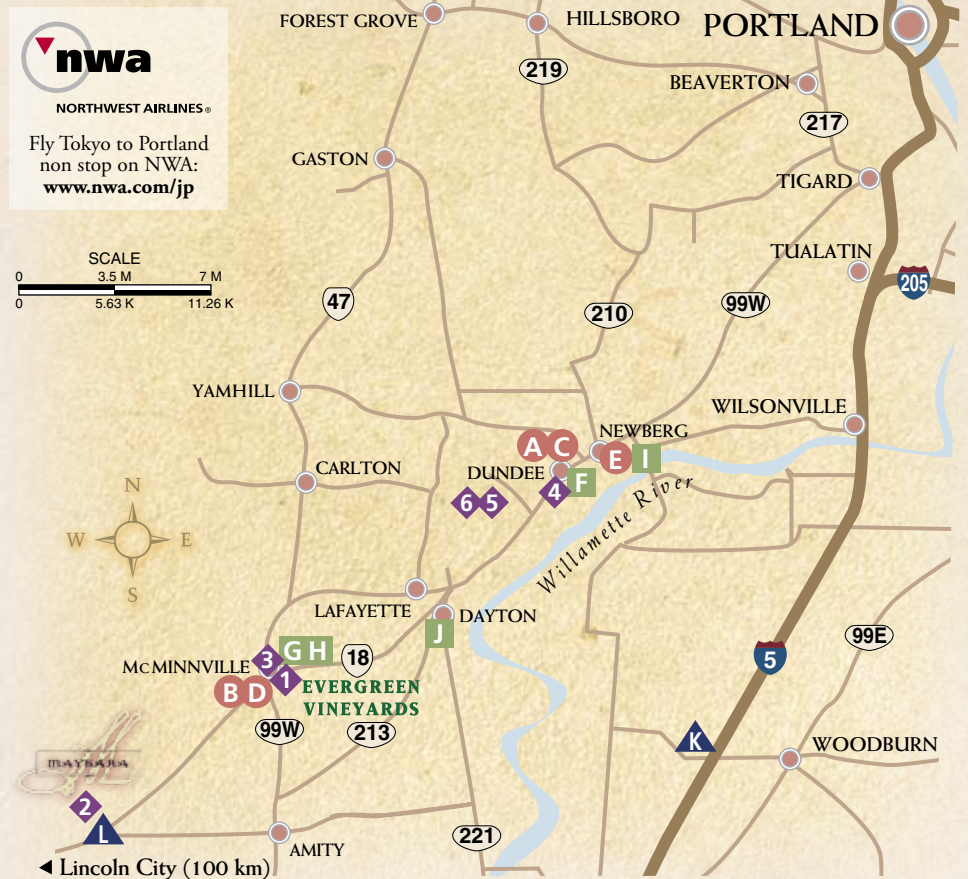 nwa
NORTHWEST AIRLINES®
Fly Tokyo to Portland
non stop on NWA:
www.nwa.com/jp
FOREST GROVE
HILLSBORO
PORTLAND
219
BEAVERTON
217
GASTON
TIGARD
TUALATIN
205
SCALE
0 3.5 M 7 M
0 5.63 K 11.26 K
47
210
99W
YAMHILL
WILSONVILLE
NEWBERG
A C
E I
CARLTON
DUNDEE
F
4
6 5
Willamette River
N
W E
S
LAFAYETTE
DAYTON
J
99E
G H
3
18
5
McMINNVILLE
1
B D
EVERGREEN
VINEYARDS
99W
213
K
WOODBURN
MAYSARA
2
L
221
AMITY
◄ Lincoln City (100 km)